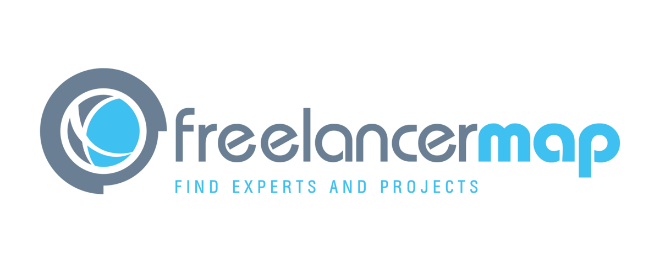 freelancermap
FIND EXPERTS AND PROJECTS